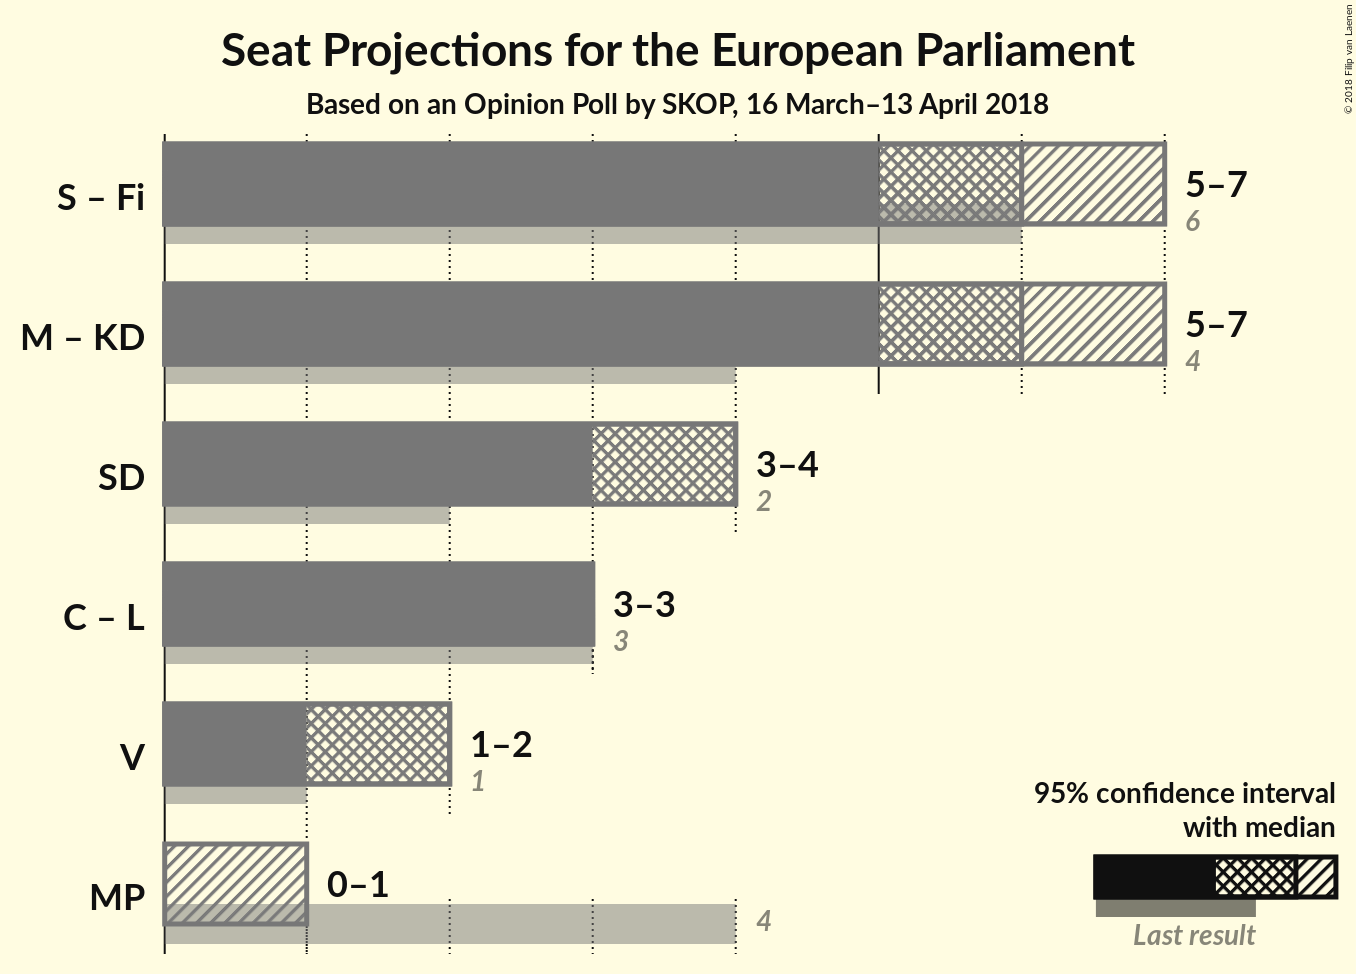 Seat Projections for the European Parliament
Based on an Opinion Poll by SKOP, 16 March–13 April 2018
© 2018 Filip van Laenen
S – Fi
5–7
6
M – KD
5–7
4
SD
3–4
2
C – L
3–3
3
V
1–2
1
MP
0–1
4
95% confidence interval
with median
Last result